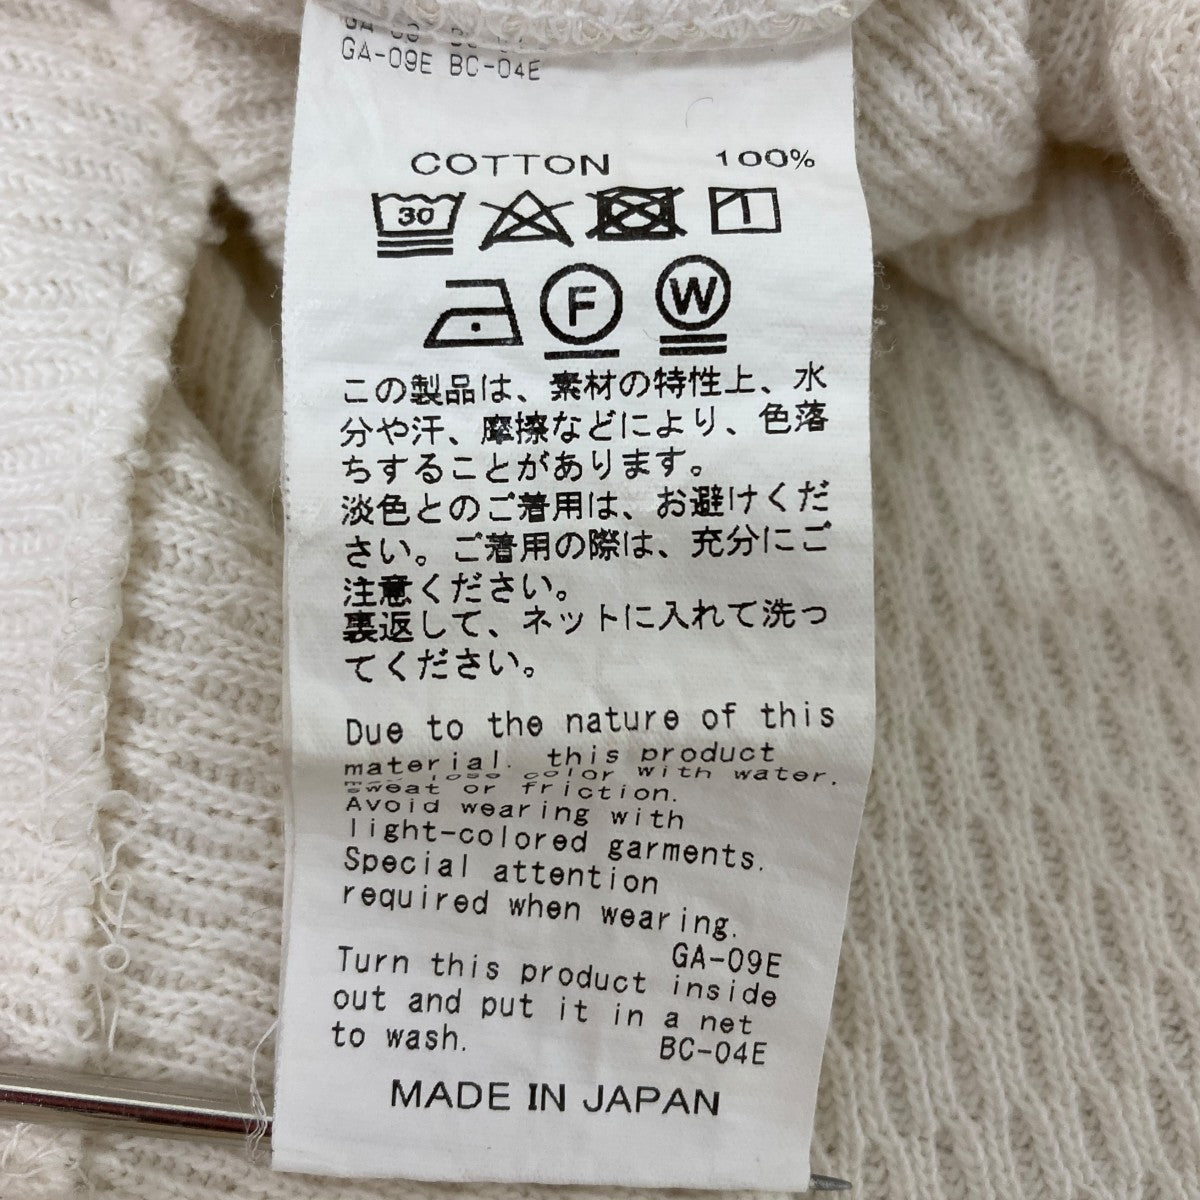 GA-09E BC-04E
COTTON 100%
30
F W
この製品は、素材の特性上、水
分や汗、摩擦などにより、色落
ちすることがあります。
淡色とのご着用は、お避けくだ
さい。ご着用の際は、充分にご
注意ください。
裏返して、ネットに入れて洗っ
てください。
Due to the nature of this
material. this product
may lose color with water.
sweat or friction.
Avoid wearing with
light-colored garments.
Special attention
required when wearing.
GA-09E
Turn this product inside
out and put it in a net
to wash. BC-04E
MADE IN JAPAN